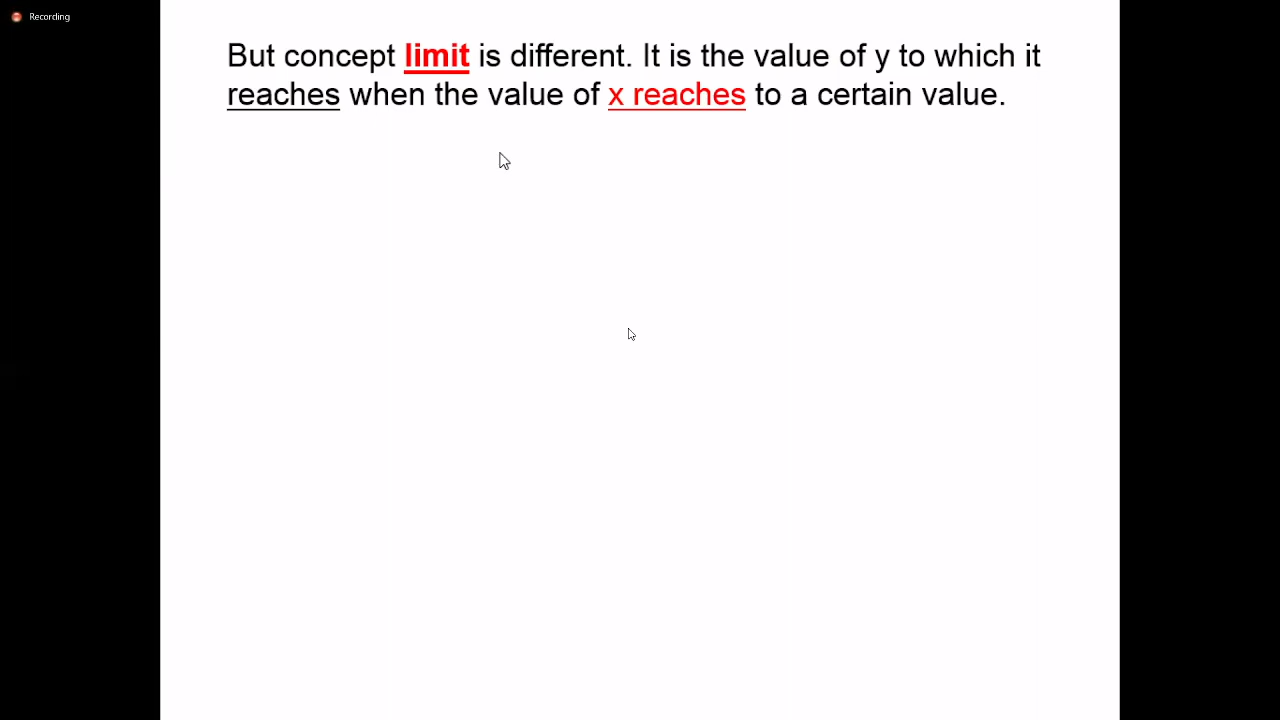 Recording
But concept limit is different. It is the value of y to which it
reaches when the value of x reaches to a certain value.